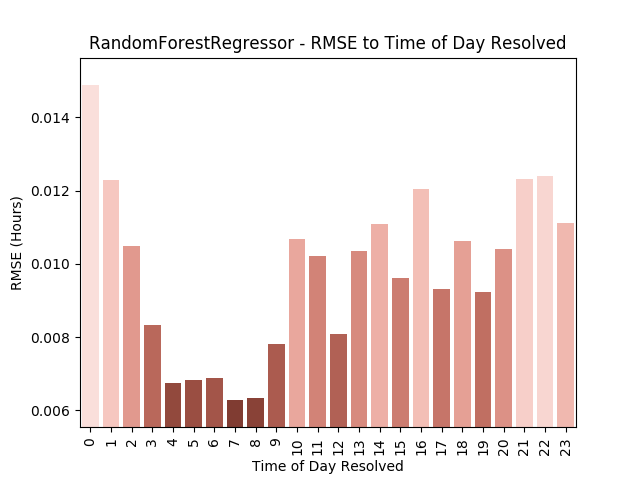 RandomForestRegressor - RMSE to Time of Day Resolved
0.014
0.012
0.010
0.008
0.006
RMSE (Hours)
0 1 2 3 4 5 6 7 8 9 10 11 12 13 14 15 16 17 18 19 20 21 22 23
Time of Day Resolved